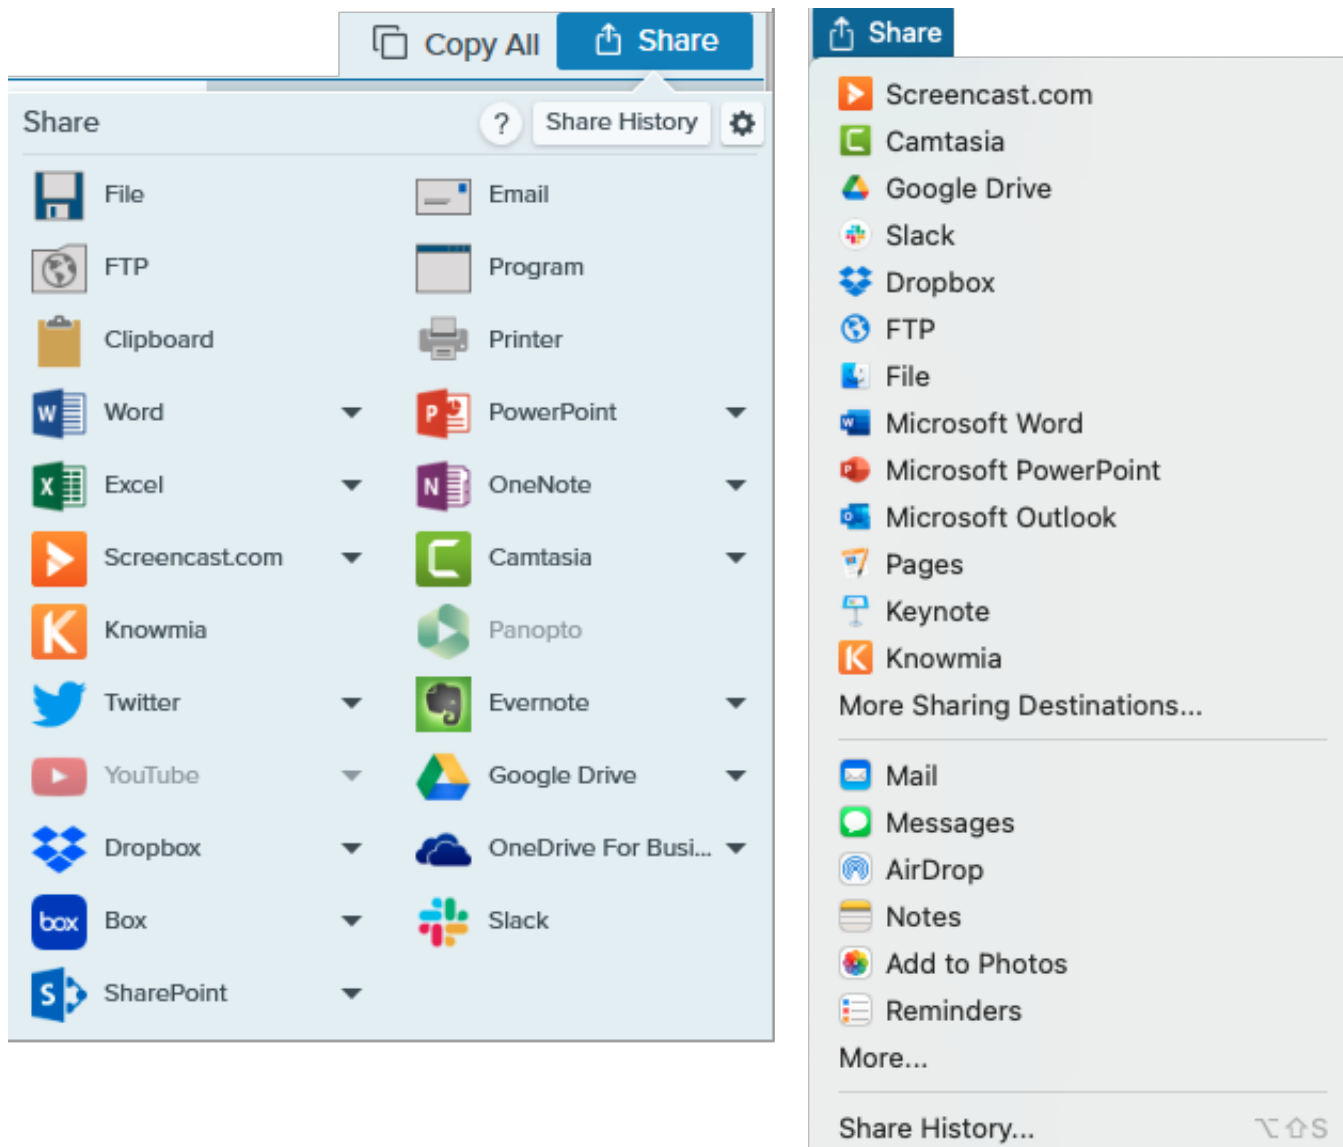 Copy All Share
Share ? Share History
File Email
FTP Program
Clipboard Printer
Word PowerPoint
Excel OneNote
Screencast.com Camtasia
Knowmia Panopto
Twitter Evernote
YouTube Google Drive
Dropbox OneDrive For Busi...
box Box Slack
SharePoint
Share
Screencast.com
Camtasia
Google Drive
Slack
Dropbox
FTP
File
Microsoft Word
Microsoft PowerPoint
Microsoft Outlook
Pages
Keynote
Knowmia
More Sharing Destinations...
Mail
Messages
AirDrop
Notes
Add to Photos
Reminders
More...
Share History... ⌥⇧S